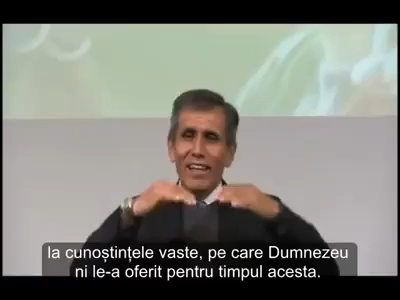 la cunoștințele vaste, pe care Dumnezeu
ni le-a oferit pentru timpul acesta.